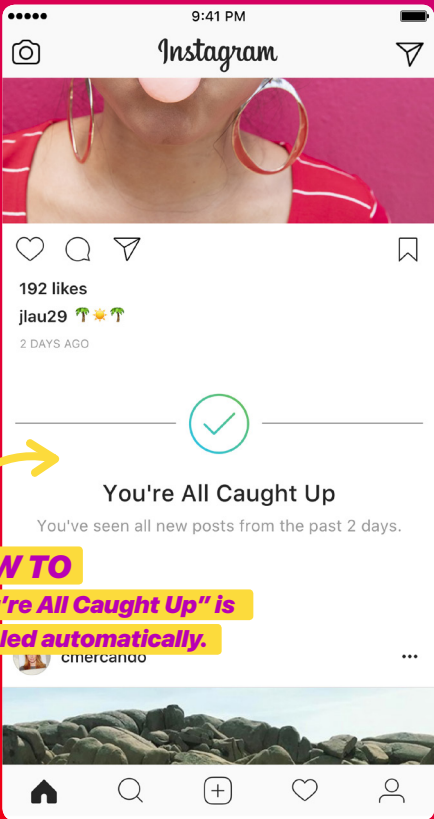 9:41 PM
Instagram
192 likes
jlau29 🌴☀️🌴
2 DAYS AGO
You're All Caught Up
You've seen all new posts from the past 2 days.
W TO
’re All Caught Up” is
led automatically.
cmercando